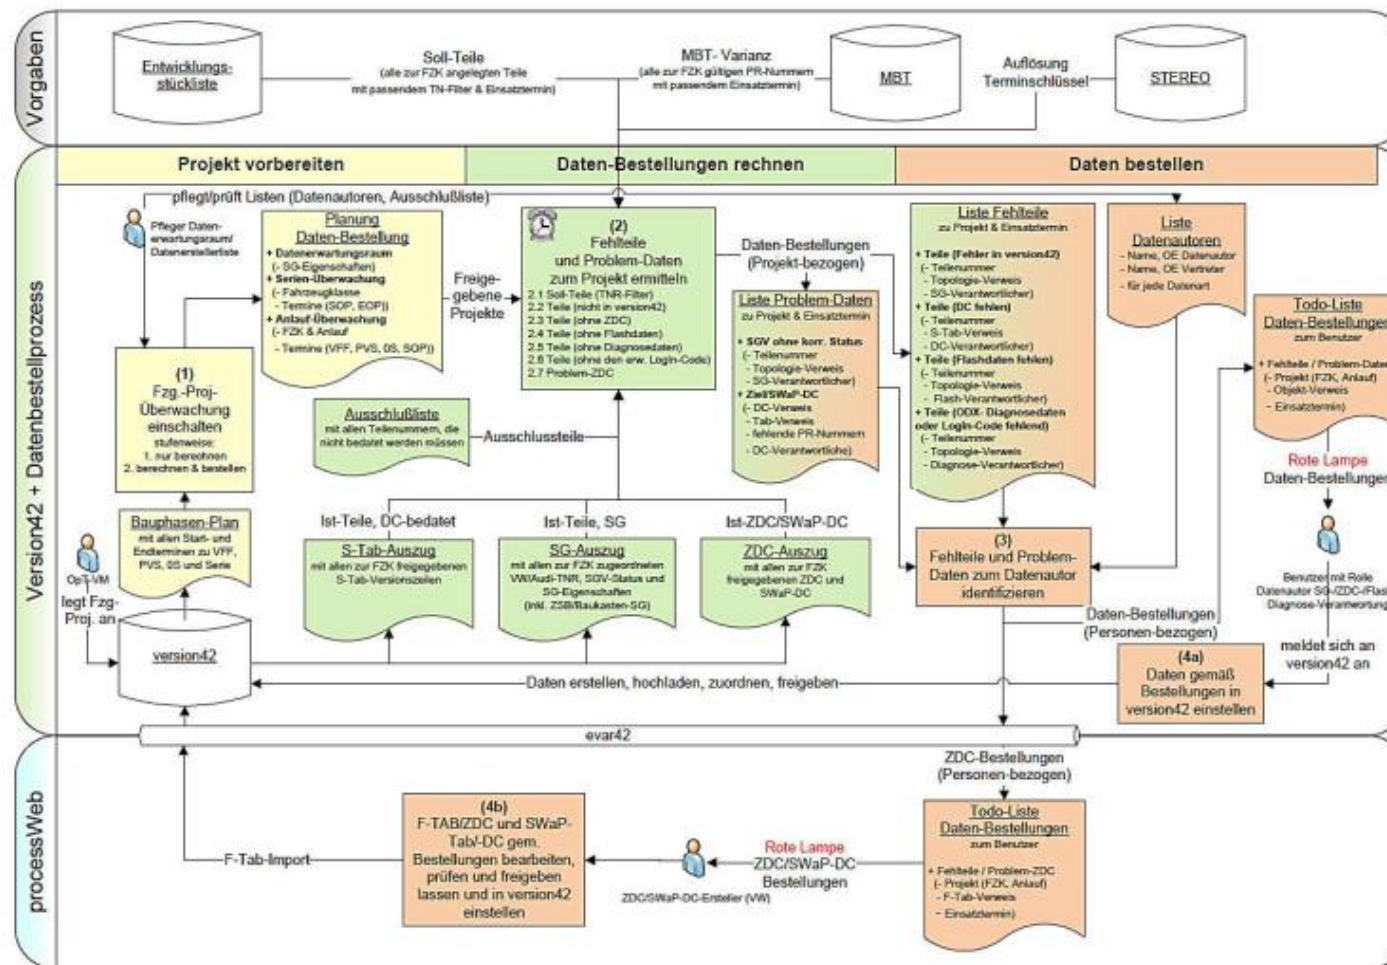 Vorgaben
Entwicklungs-
stückliste
Soll-Teile
(alle zur FZK angelegten Teile
mit passendem TN-Filter & Einsatztermin)
MBT- Varianz
(alle zur FZK gültigen PR-Nummern
mit passendem Einsatztermin)
MBT
Auflösung
Terminschlüssel
STEREO
Version42 + Datenbestellprozess
Projekt vorbereiten
Daten-Bestellungen rechnen
Daten bestellen
pflegt/prüft Listen (Datenautoren, Ausschlußliste)
Pfleger Daten-
erwartungsraum/
Datenerstellerliste
Planung
Daten-Bestellung
+ Datenerwartungsraum
(- SG-Eigenschaften)
+ Serien-Überwachung
(- Fahrzeugklasse
- Termine (SOP, EOP))
+ Anlauf-Überwachung
(- FZK & Anlauf
- Termine (VFF, PVS, 0S, SOP))
Freige-
gebene
Projekte
(2)
Fehlteile
und Problem-Daten
zum Projekt ermitteln
2.1 Soll-Teile (TNR-Filter)
2.2 Teile (nicht in version42)
2.3 Teile (ohne ZDC)
2.4 Teile (ohne Flashdaten)
2.5 Teile (ohne Diagnosedaten)
2.6 Teile (ohne den erw. LogIn-Code)
2.7 Problem-ZDC
Daten-Bestellungen
(Projekt-bezogen)
Liste Problem-Daten
zu Projekt & Einsatztermin
+ SGV ohne korr. Status
(- Teilenummer
- Topologie-Verweis
- SG-Verantwortlicher)
+ Ziel/SWaP-DC
(- DC-Verweis
- Tab-Verweis
- fehlende PR-Nummern
- DC-Verantwortliche)
Liste Fehlteile
zu Projekt & Einsatztermin
+ Teile (Fehler in version42)
(- Teilenummer
- Topologie-Verweis
- SG-Verantwortlicher)
+ Teile (DC fehlen)
(- Teilenummer
- S-Tab-Verweis
- DC-Verantwortlicher)
+ Teile (Flashdaten fehlen)
(- Teilenummer
- Topologie-Verweis
- Flash-Verantwortlicher)
+ Teile (ODX- Diagnosedaten
oder LogIn-Code fehlend)
(- Teilenummer
- Topologie-Verweis
- Diagnose-Verantwortlicher)
Liste
Datenautoren
- Name, OE Datenautor
- Name, OE Vertreter
- für jede Datenart
Todo-Liste
Daten-Bestellungen
zum Benutzer
+ Fehlteile / Problem-Daten
(- Projekt (FZK, Anlauf)
- Objekt-Verweis
- Einsatztermin)
Rote Lampe
Daten-Bestellungen
Benutzer mit Rolle
Datenautor SG-/ZDC-/Flash
Diagnose-Verantwortung
meldet sich an
version42 an
(1)
Fzg.-Proj-
Überwachung
einschalten
stufenweise:
1. nur berechnen
2. berechnen & bestellen
Ausschlußliste
mit allen Teilenummern, die
nicht bedatet werden müssen
Ausschlussteile
Bauphasen-Plan
mit allen Start- und
Endterminen zu VFF,
PVS, 0S und Serie
OpT-VM
legt Fzg-
Proj. an
version42
Ist-Teile, DC-bedatet
S-Tab-Auszug
mit allen zur FZK freigegebenen
S-Tab-Versionszeilen
Ist-Teile, SG
SG-Auszug
mit allen zur FZK zugeordneten
VW/Audi-TNR, SGV-Status und
SG-Eigenschaften
(inkl. ZSB/Baukasten-SG)
Ist-ZDC/SWaP-DC
ZDC-Auszug
mit allen zur FZK
freigegebenen ZDC und
SWaP-DC
(3)
Fehlteile und Problem-
Daten zum Datenautor
identifizieren
Daten-Bestellungen
(Personen-bezogen)
(4a)
Daten gemäß
Bestellungen in
version42 einstellen
Daten erstellen, hochladen, zuordnen, freigeben
evar42
processWeb
ZDC-Bestellungen
(Personen-bezogen)
Todo-Liste
Daten-Bestellungen
zum Benutzer
+ Fehlteile / Problem-ZDC
(- Projekt (FZK, Anlauf)
- F-Tab-Verweis
- Einsatztermin)
Rote Lampe
ZDC/SWaP-DC
Bestellungen
ZDC/SWaP-DC-Ersteller (VW)
(4b)
F-TAB/ZDC und SWaP-
Tab/-DC gem.
Bestellungen bearbeiten,
prüfen und freigeben
lassen und in version42
einstellen
F-Tab-Import